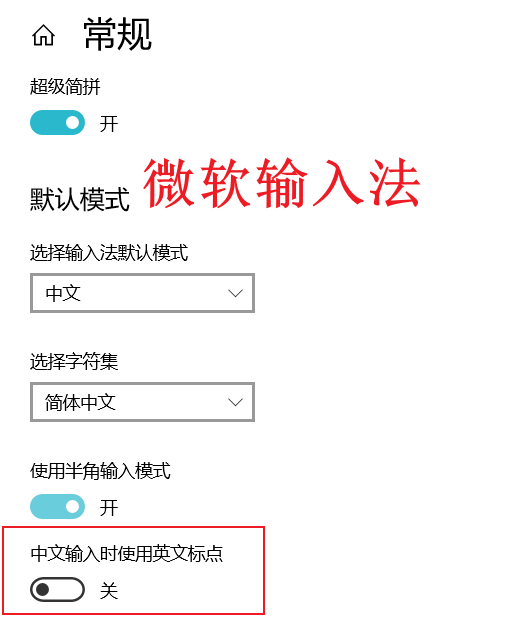 常规
超级简拼
开
默认模式
微软输入法
选择输入法默认模式
中文
选择字符集
简体中文
使用半角输入模式
开
中文输入时使用英文标点
关